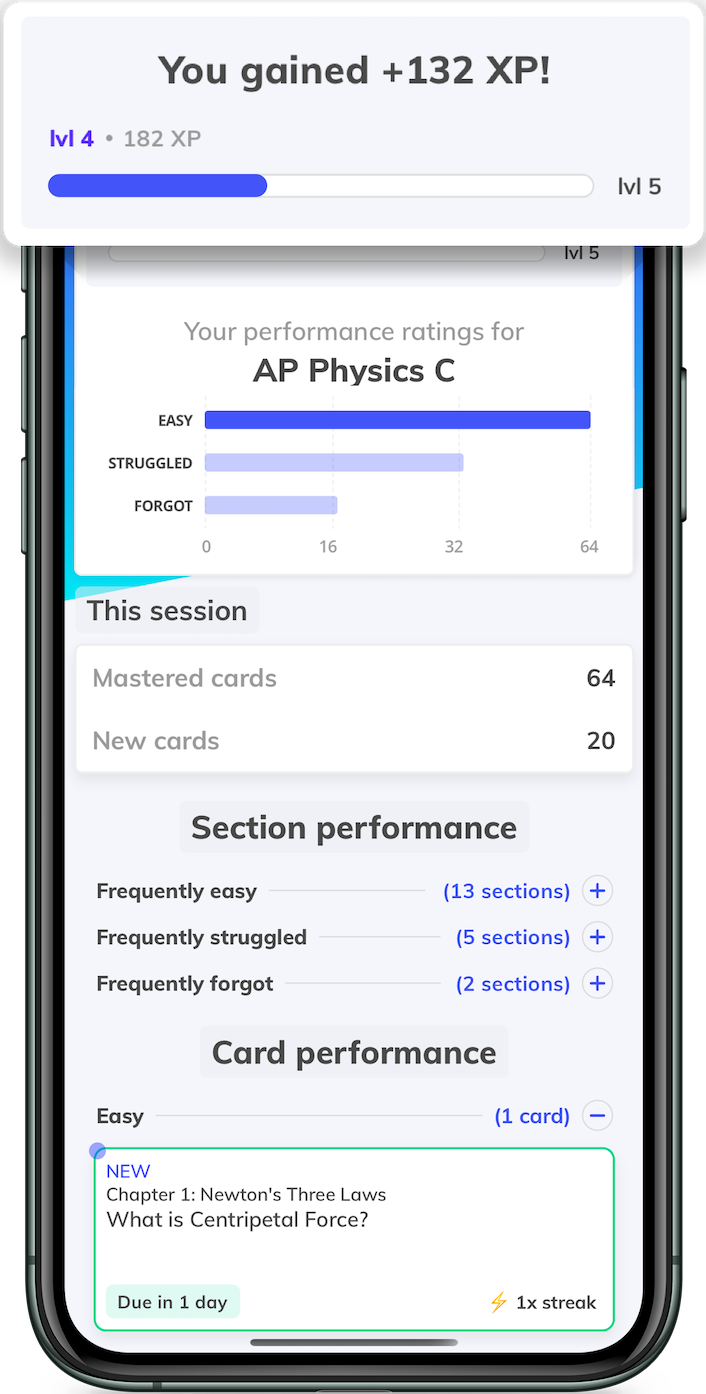 You gained +132 XP!
lvl 4 • 182 XP
lvl 5
lvl 5
Your performance ratings for
AP Physics C
EASY
STRUGGLED
FORGOT
0 16 32 64
This session
Mastered cards 64
New cards 20
Section performance
Frequently easy (13 sections) +
Frequently struggled (5 sections) +
Frequently forgot (2 sections) +
Card performance
Easy (1 card) −
NEW
Chapter 1: Newton's Three Laws
What is Centripetal Force?
Due in 1 day ⚡ 1x streak